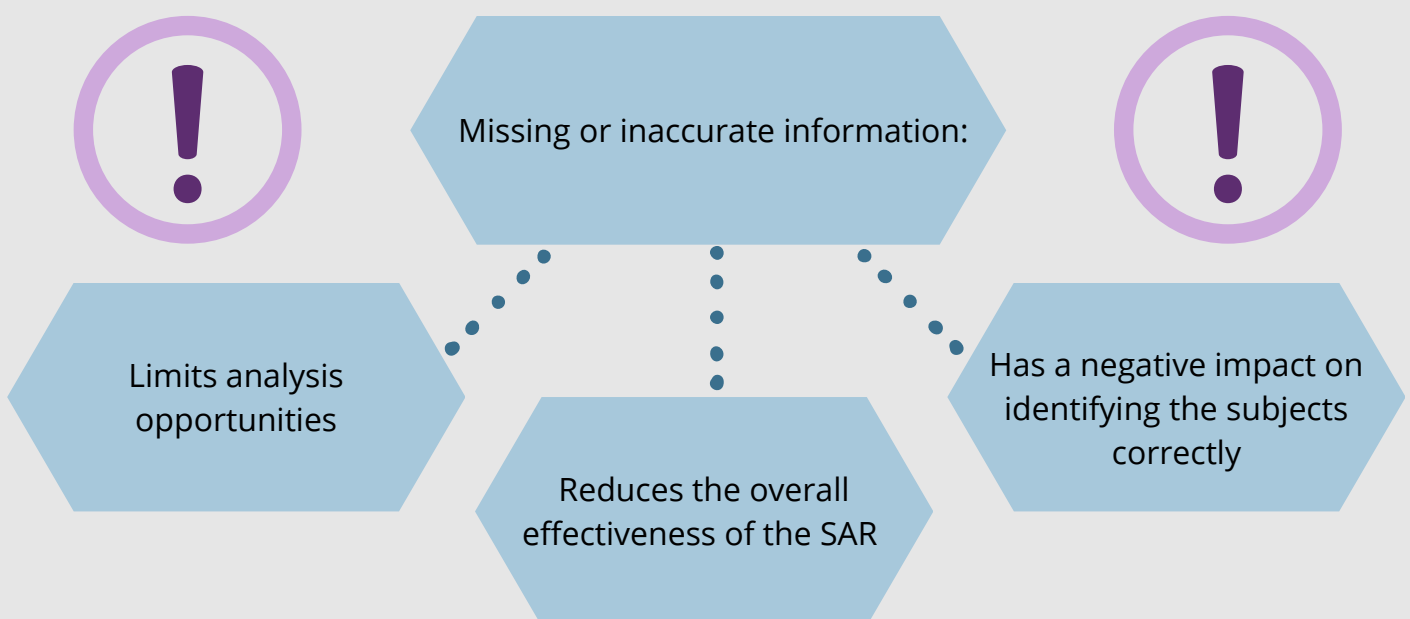 Missing or inaccurate information:
Limits analysis
opportunities
Reduces the overall
effectiveness of the SAR
Has a negative impact on
identifying the subjects
correctly